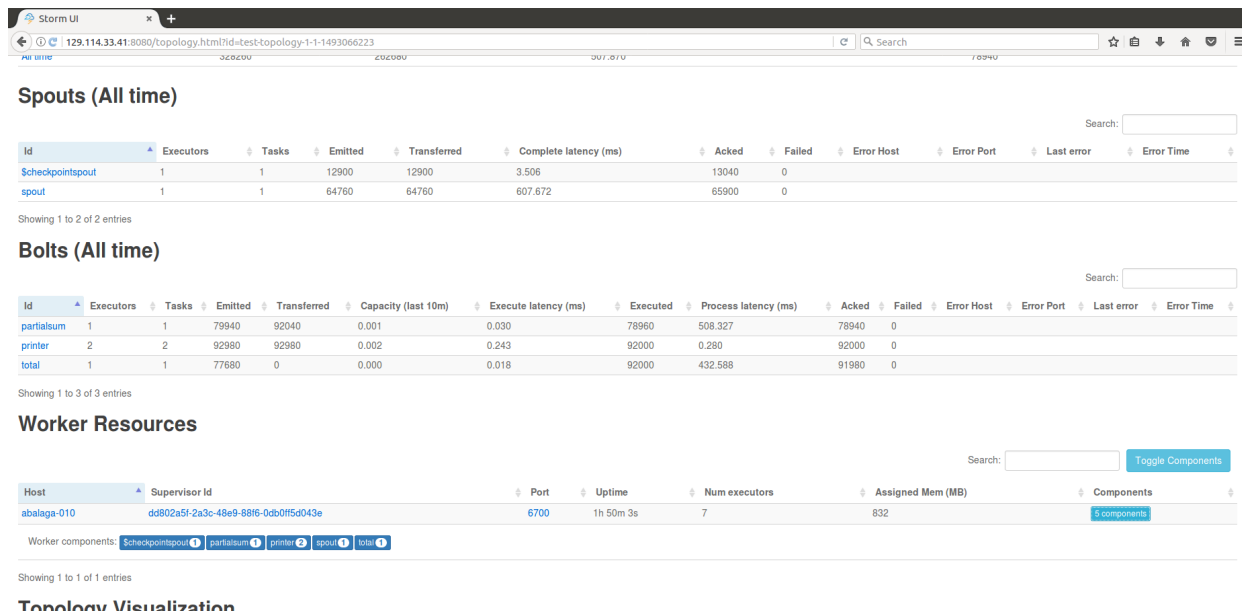 Storm UI × +
129.114.33.41:8080/topology.html?id=test-topology-1-1-1493066223 Search
All time 328260 262680 507.870 78940
Spouts (All time)
Search:
Id Executors Tasks Emitted Transferred Complete latency (ms) Acked Failed Error Host Error Port Last error Error Time
$checkpointspout 1 1 12900 12900 3.506 13040 0
spout 1 1 64760 64760 607.672 65900 0
Showing 1 to 2 of 2 entries
Bolts (All time)
Search:
Id Executors Tasks Emitted Transferred Capacity (last 10m) Execute latency (ms) Executed Process latency (ms) Acked Failed Error Host Error Port Last error Error Time
partialsum 1 1 79940 92040 0.001 0.030 78960 508.327 78940 0
printer 2 2 92980 92980 0.002 0.243 92000 0.280 92000 0
total 1 1 77680 0 0.000 0.018 92000 432.588 91980 0
Showing 1 to 3 of 3 entries
Worker Resources
Search: Toggle Components
Host Supervisor Id Port Uptime Num executors Assigned Mem (MB) Components
abalaga-010 dd802a5f-2a3c-48e9-88f6-0db0ff5d043e 6700 1h 50m 3s 7 832 5 components
Worker components: $checkpointspout 1 partialsum 1 printer 2 spout 1 total 1
Showing 1 to 1 of 1 entries
Topology Visualization